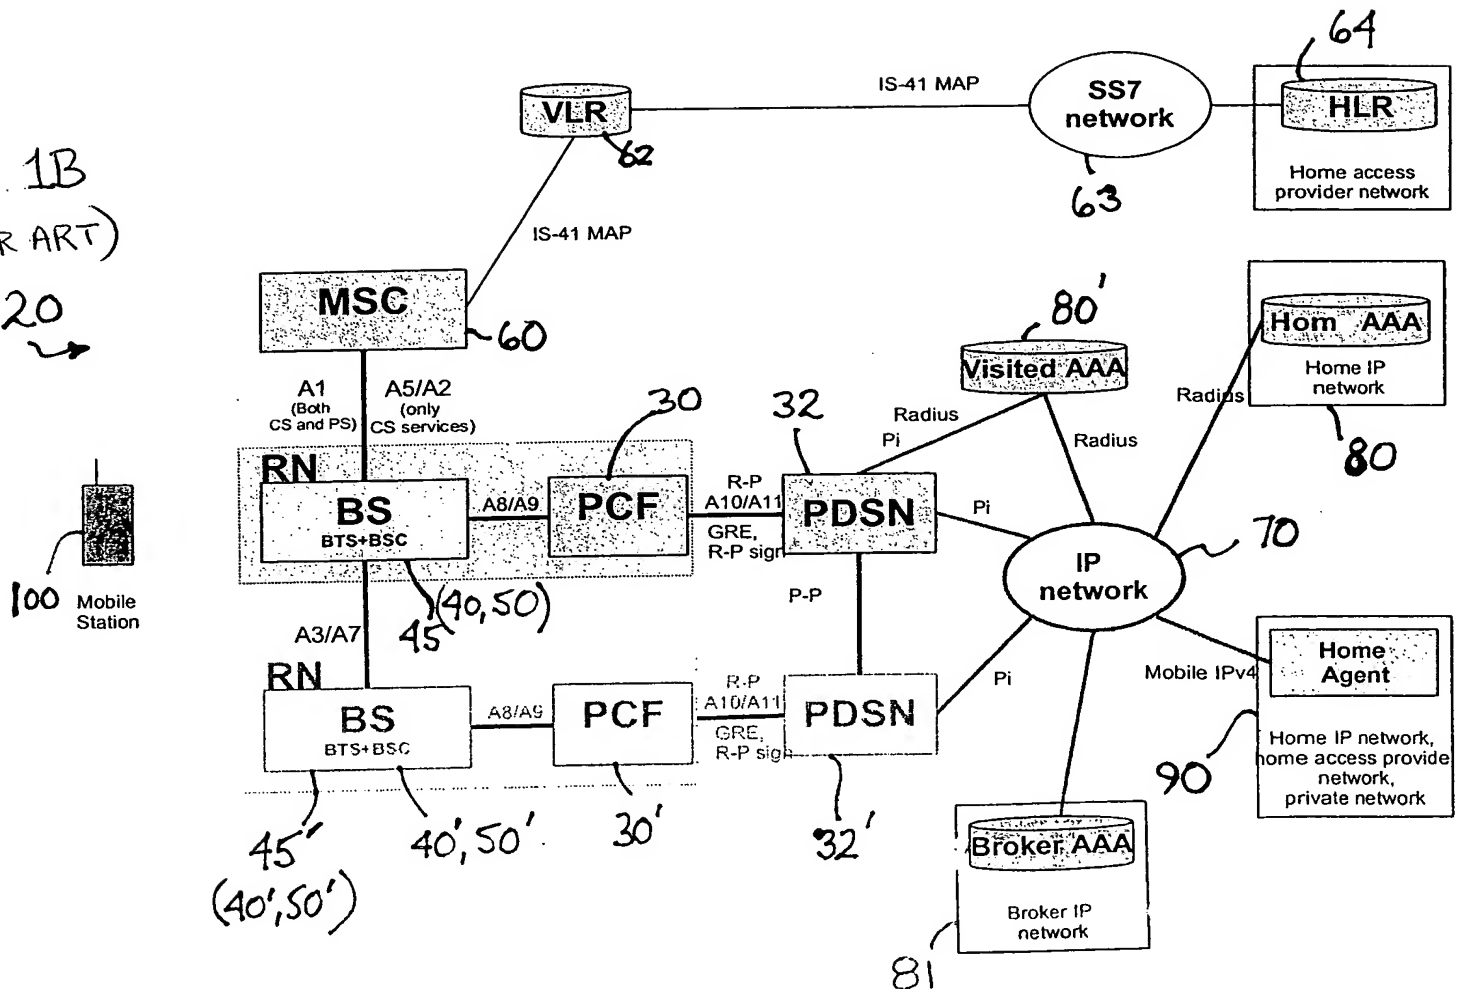 64
IS-41 MAP
SS7
network
HLR
VLR
62
63
Home access
provider network
. 1B
R ART)
20
IS-41 MAP
MSC
60
80'
Hom AAA
Home IP
network
80
Visited AAA
Radius
A1
(Both
CS and PS)
A5/A2
(only
CS services)
30
32
Radius
Pi
Radius
RN
BS
BTS+BSC
A8/A9
PCF
R-P
A10/A11
GRE,
R-P sign
PDSN
Pi
70
IP
network
100
Mobile
Station
45
(40,50)
P-P
A3/A7
RN
BS
BTS+BSC
A8/A9
PCF
R-P
A10/A11
GRE,
R-P sign
PDSN
Pi
Mobile IPv4
Home
Agent
90
Home IP network,
home access provide
network,
private network
45'
(40',50')
40',50'
30'
32'
Broker AAA
Broker IP
network
81